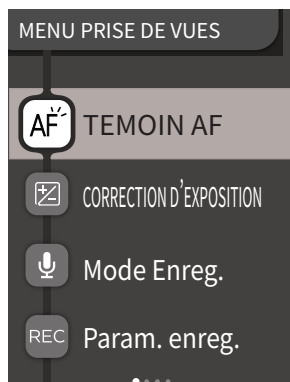 MENU PRISE DE VUES
AF
TEMOIN AF
CORRECTION D'EXPOSITION
Mode Enreg.
REC
Param. enreg.